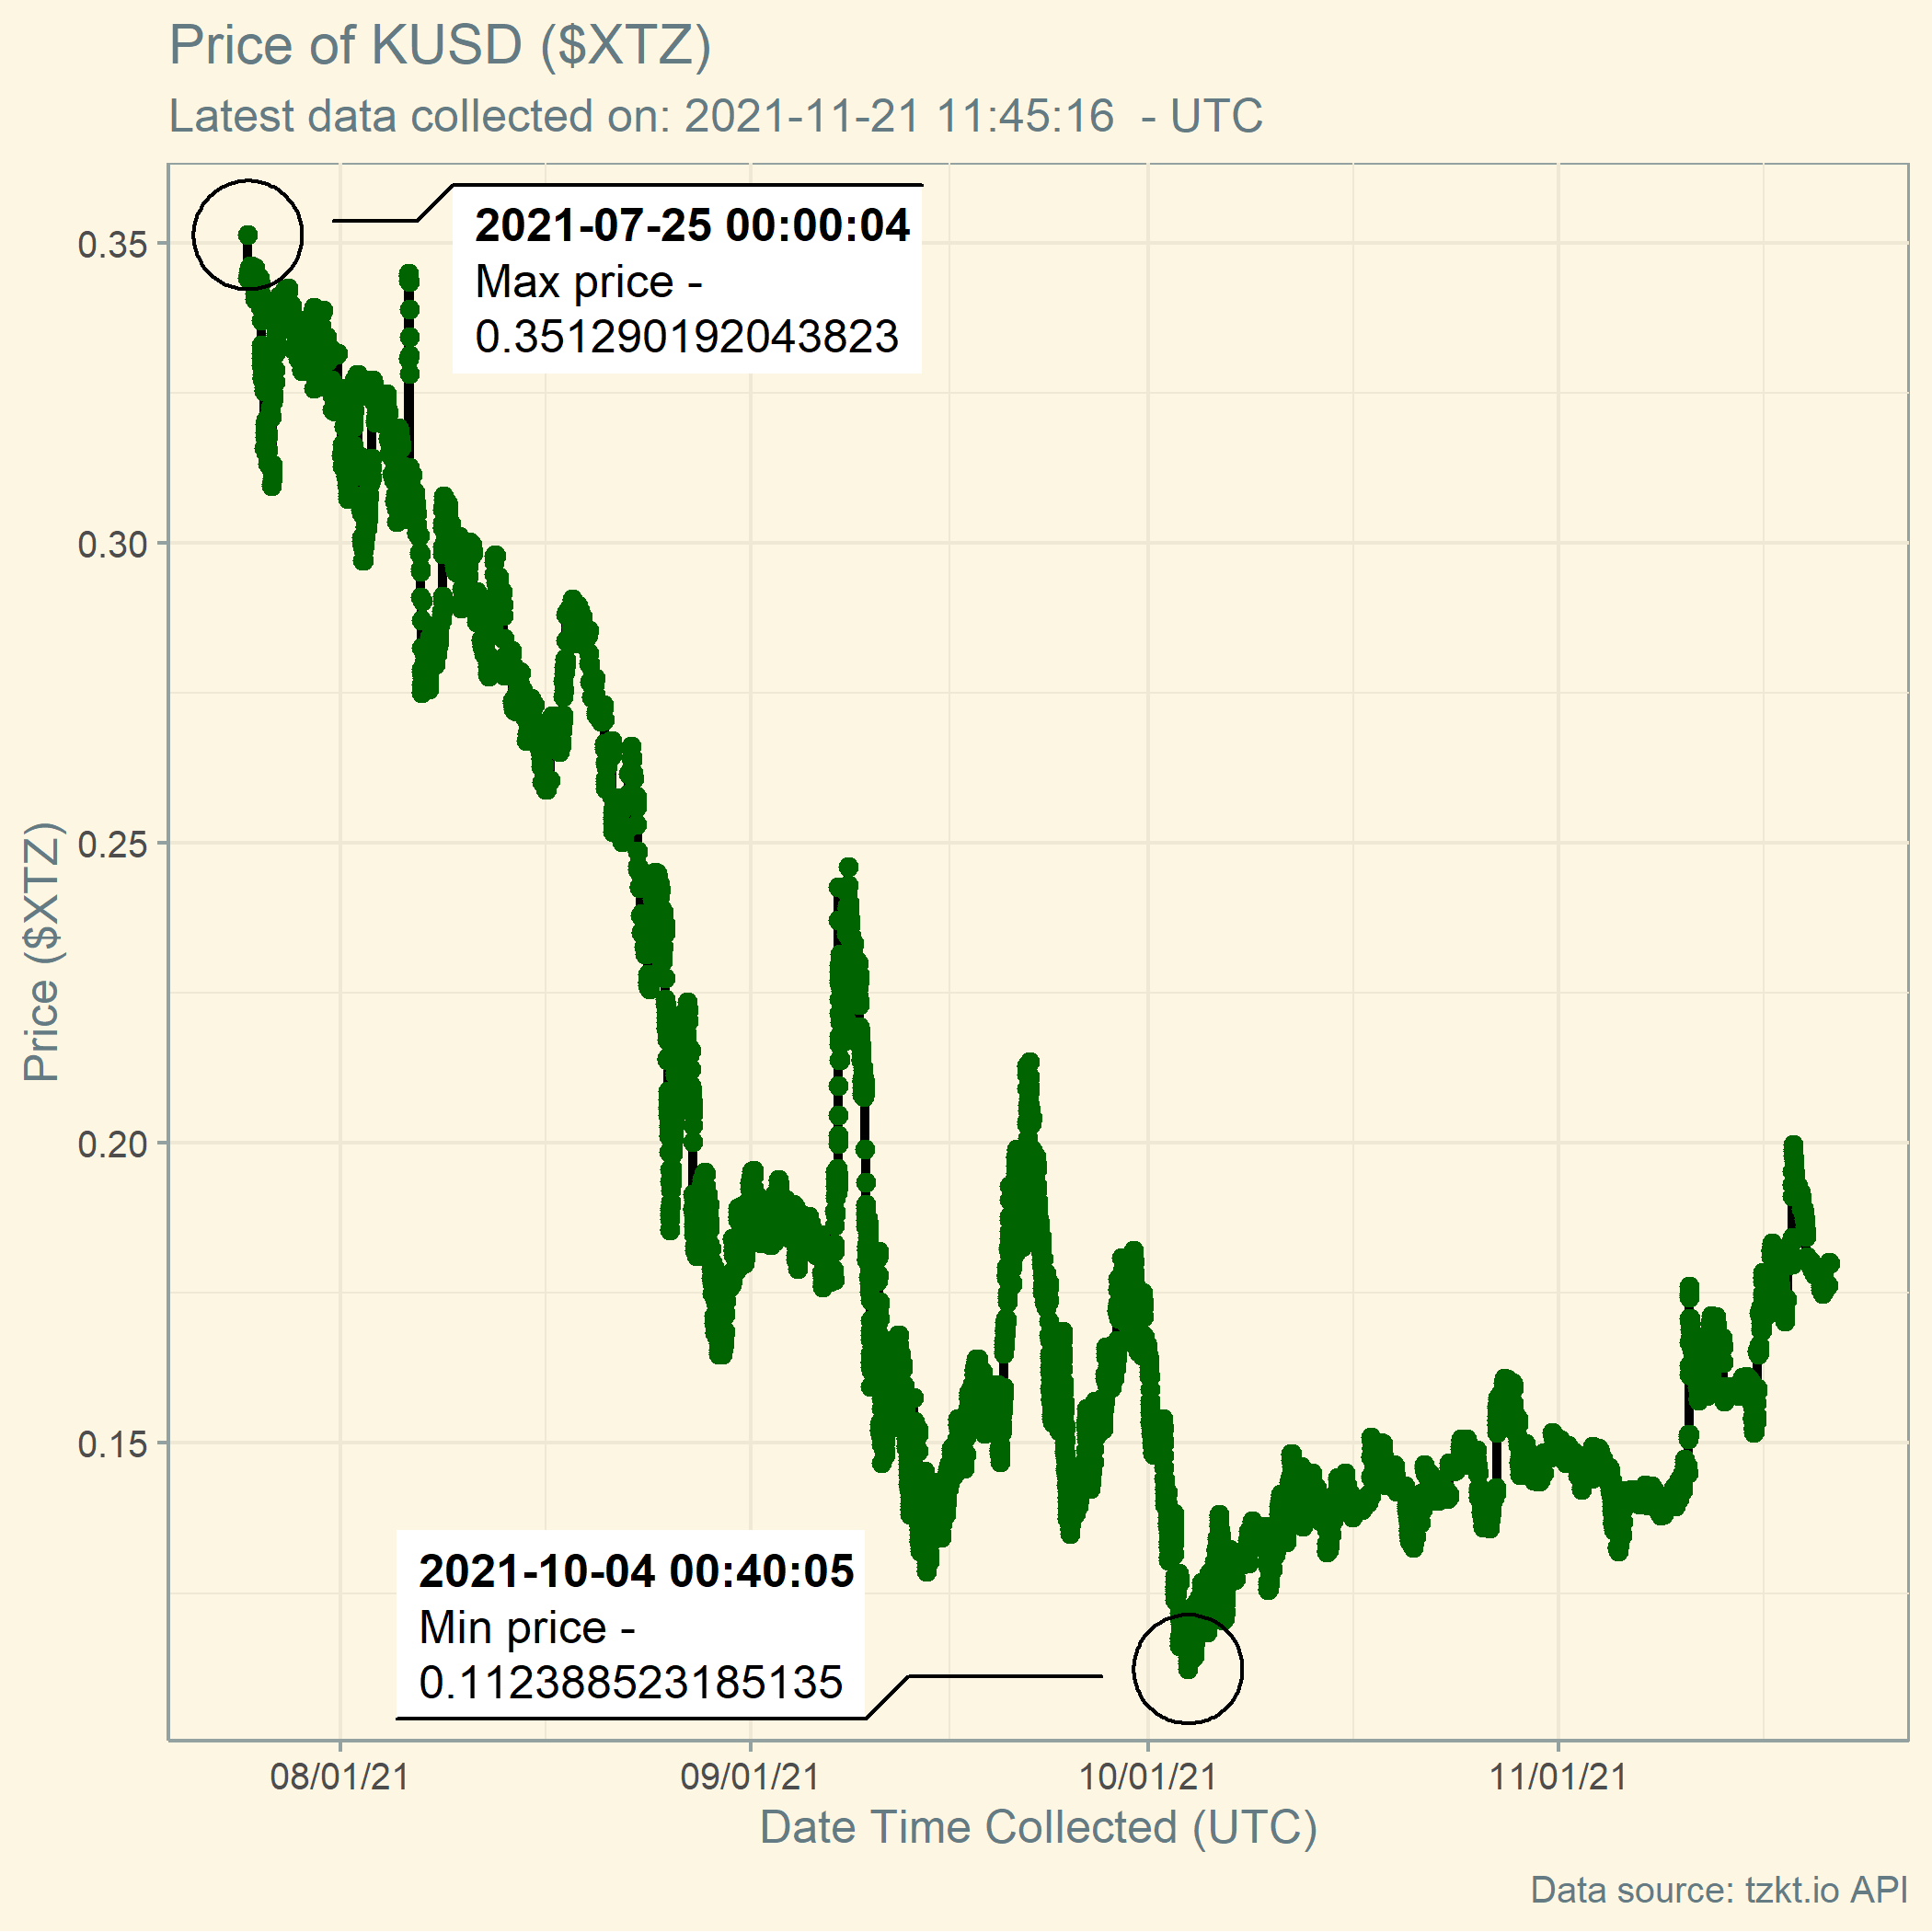 Price of KUSD ($XTZ)
Latest data collected on: 2021-11-21 11:45:16  - UTC
2021-07-25 00:00:04
Max price -
0.351290192043823
0.35
0.30
0.25
0.20
0.15
Price ($XTZ)
2021-10-04 00:40:05
Min price -
0.112388523185135
08/01/21
09/01/21
10/01/21
11/01/21
Date Time Collected (UTC)
Data source: tzkt.io API